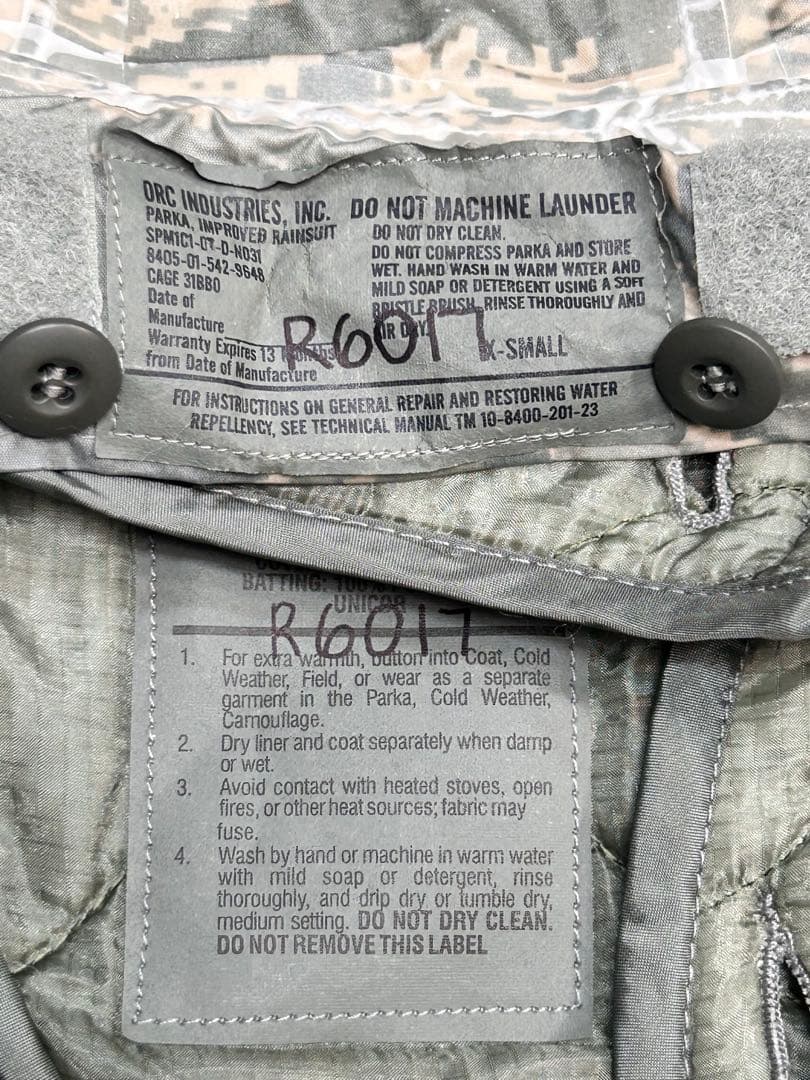 ORC INDUSTRIES, INC.
PARKA, IMPROVED RAINSUIT
SPM1C1-07-D-N031
8405-01-542-9648
CAGE 31BB0
Date of
Manufacture
Warranty Expires 13 Months
from Date of Manufacture
DO NOT MACHINE LAUNDER
DO NOT DRY CLEAN.
DO NOT COMPRESS PARKA AND STORE
WET. HAND WASH IN WARM WATER AND
MILD SOAP OR DETERGENT USING A SOFT
BRISTLE BRUSH, RINSE THOROUGHLY AND
DRY.
R6017
X-SMALL
FOR INSTRUCTIONS ON GENERAL REPAIR AND RESTORING WATER
REPELLENCY, SEE TECHNICAL MANUAL TM 10-8400-201-23
BATTING: 100%
UNICOR
R6017
1. For extra warmth, button into Coat, Cold
Weather, Field, or wear as a separate
garment in the Parka, Cold Weather,
Camouflage.
2. Dry liner and coat separately when damp
or wet.
3. Avoid contact with heated stoves, open
fires, or other heat sources; fabric may
fuse.
4. Wash by hand or machine in warm water
with mild soap or detergent, rinse
thoroughly, and drip dry or tumble dry,
medium setting. DO NOT DRY CLEAN.
DO NOT REMOVE THIS LABEL